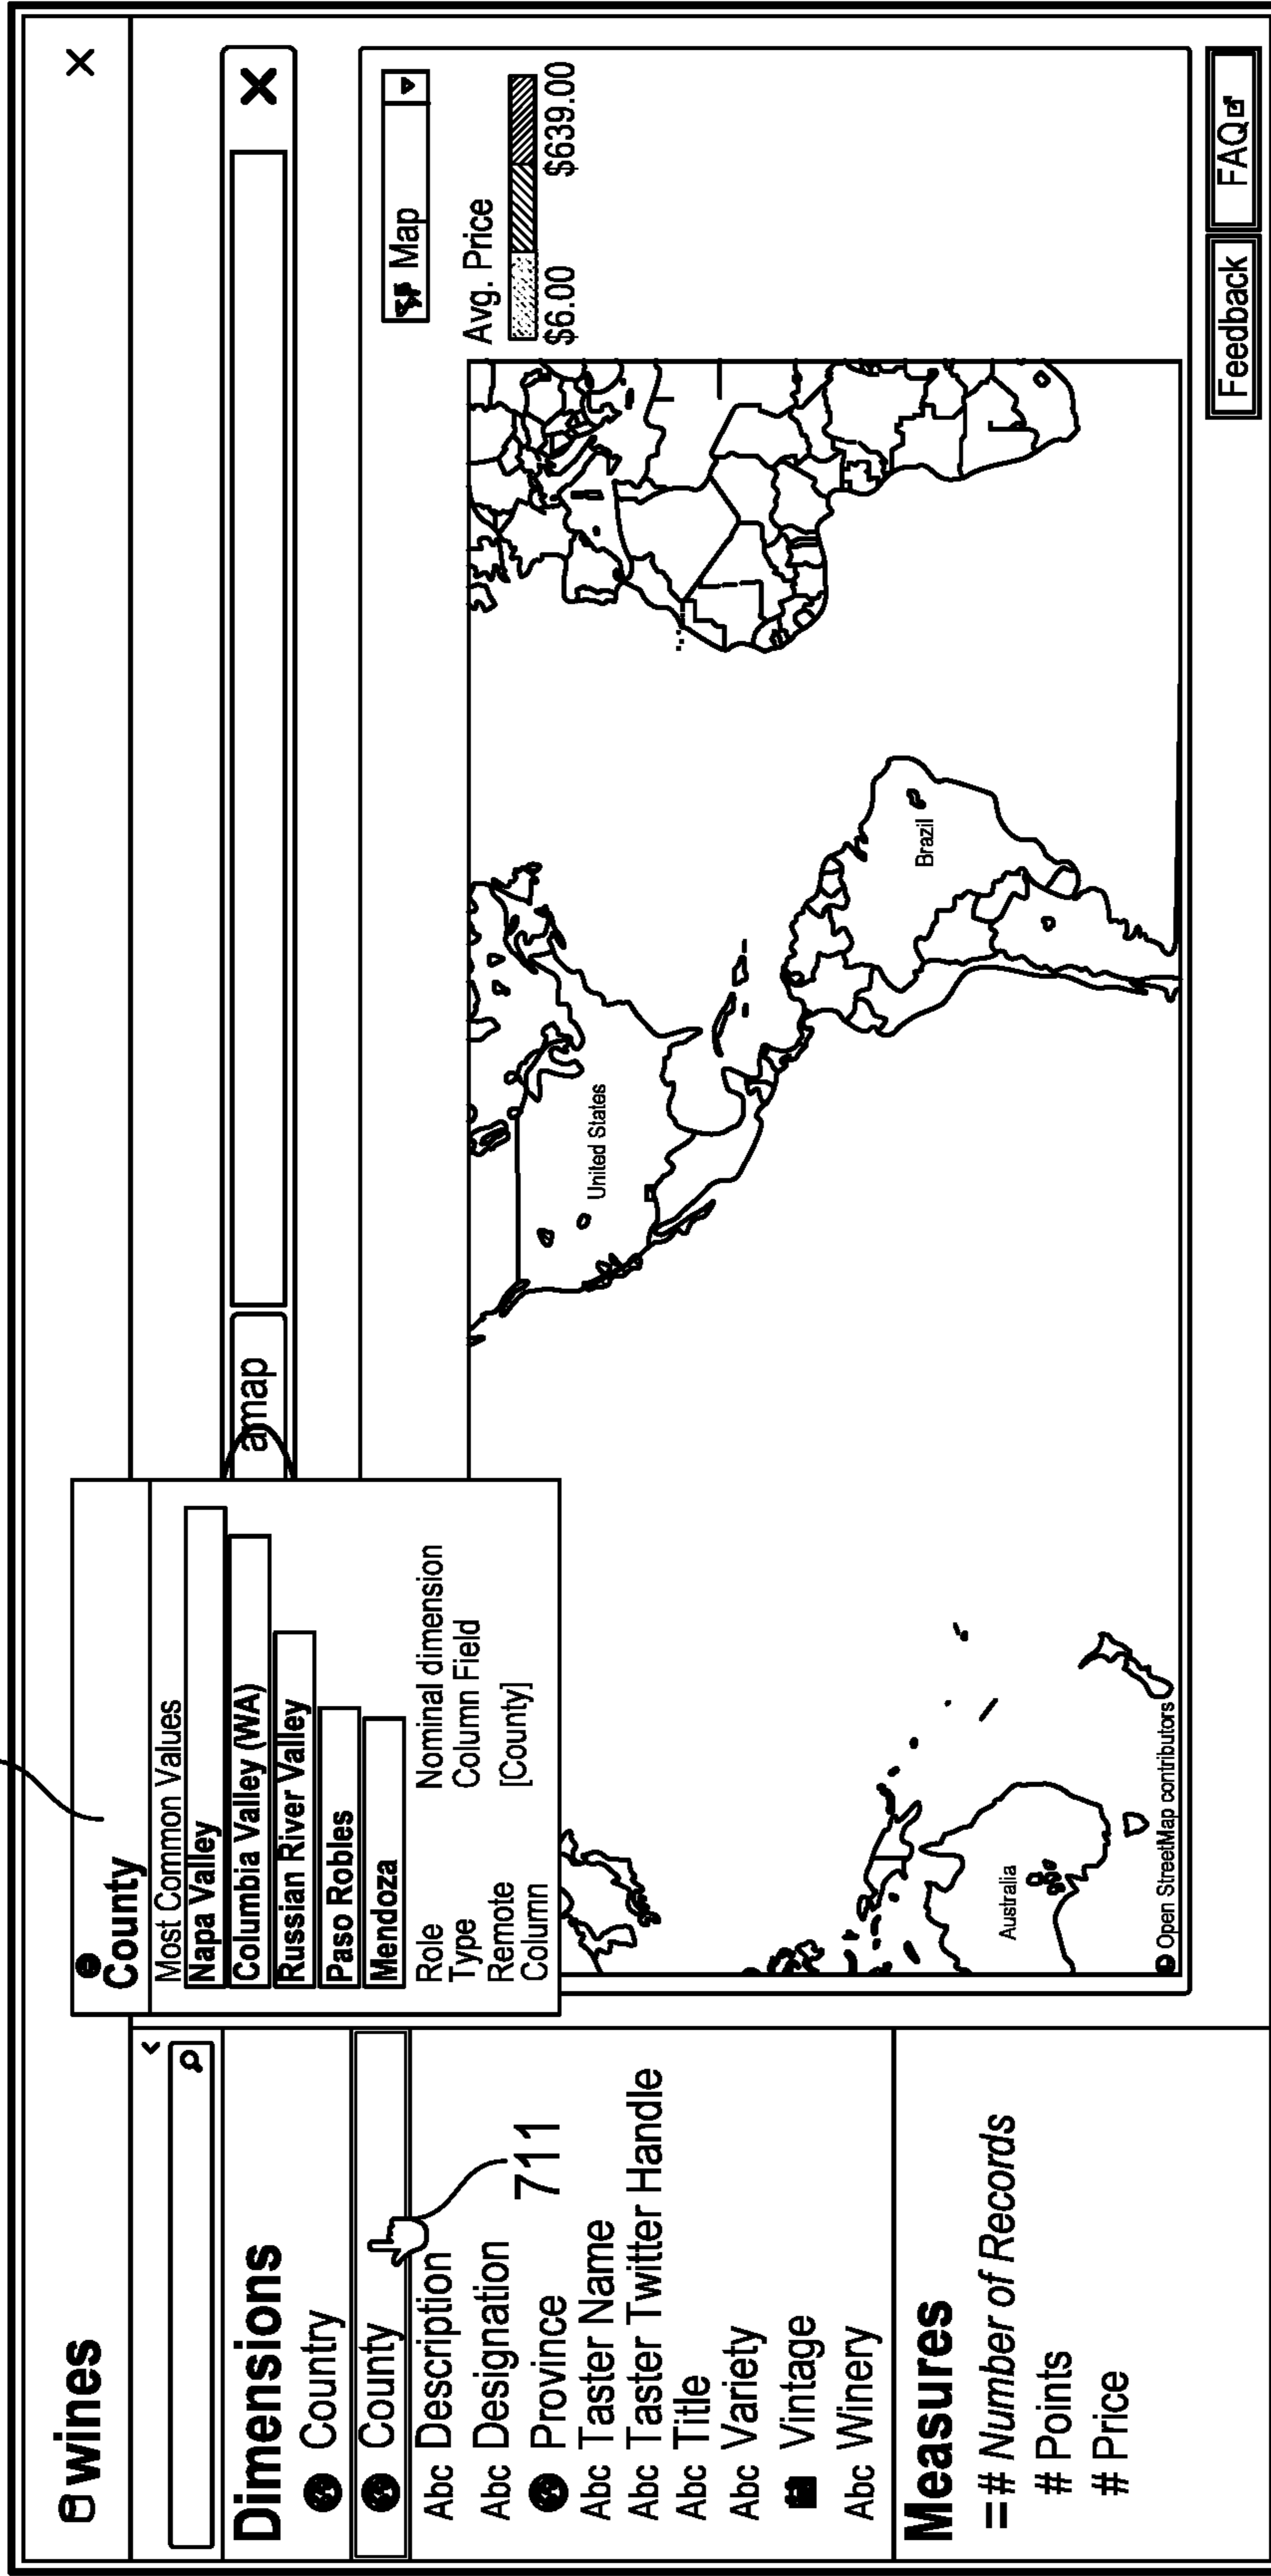 wines
×
Dimensions
Country
County
Abc Description
Abc Designation
Province
Abc Taster Name
Abc Taster Twitter Handle
Abc Title
Abc Variety
Vintage
Abc Winery
711
Measures
=# Number of Records
# Points
# Price
County
Most Common Values
Napa Valley
Columbia Valley (WA)
Russian River Valley
Paso Robles
Mendoza
Role Nominal dimension
Type Column Field
Remote
Column [County]
amap
×
Map
Avg. Price
$6.00 $639.00
United States
Brazil
Australia
Open StreetMap contributors
Feedback
FAQ